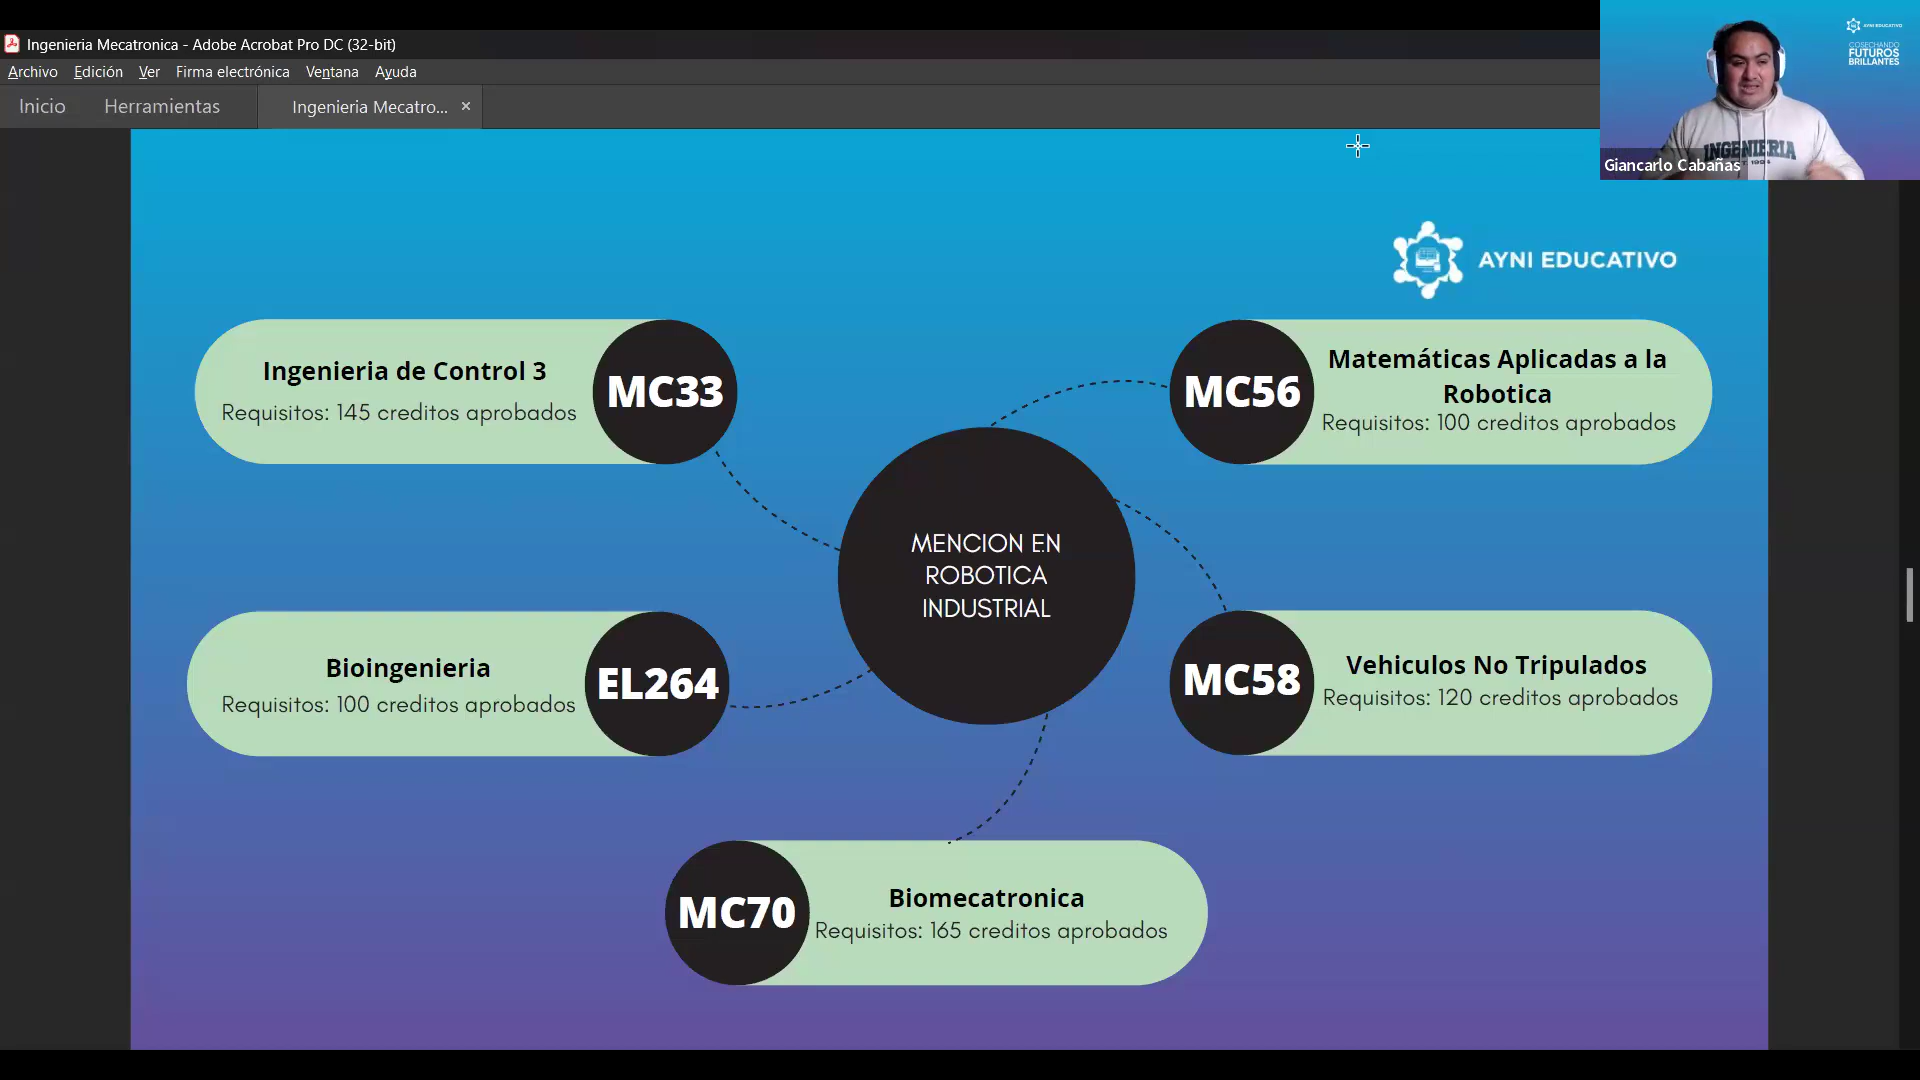 Ingenieria Mecatronica - Adobe Acrobat Pro DC (32-bit)
Archivo Edición Ver Firma electrónica Ventana Ayuda
Inicio Herramientas Ingenieria Mecatro... ×
AYNI EDUCATIVO
COSECHANDO
FUTUROS
BRILLANTES
INGENIERIA
Giancarlo Cabañas
AYNI EDUCATIVO
Ingenieria de Control 3
Requisitos: 145 creditos aprobados
MC33
MC56
Matemáticas Aplicadas a la
Robotica
Requisitos: 100 creditos aprobados
MENCION EN
ROBOTICA
INDUSTRIAL
Bioingenieria
Requisitos: 100 creditos aprobados
EL264
MC58
Vehiculos No Tripulados
Requisitos: 120 creditos aprobados
MC70
Biomecatronica
Requisitos: 165 creditos aprobados